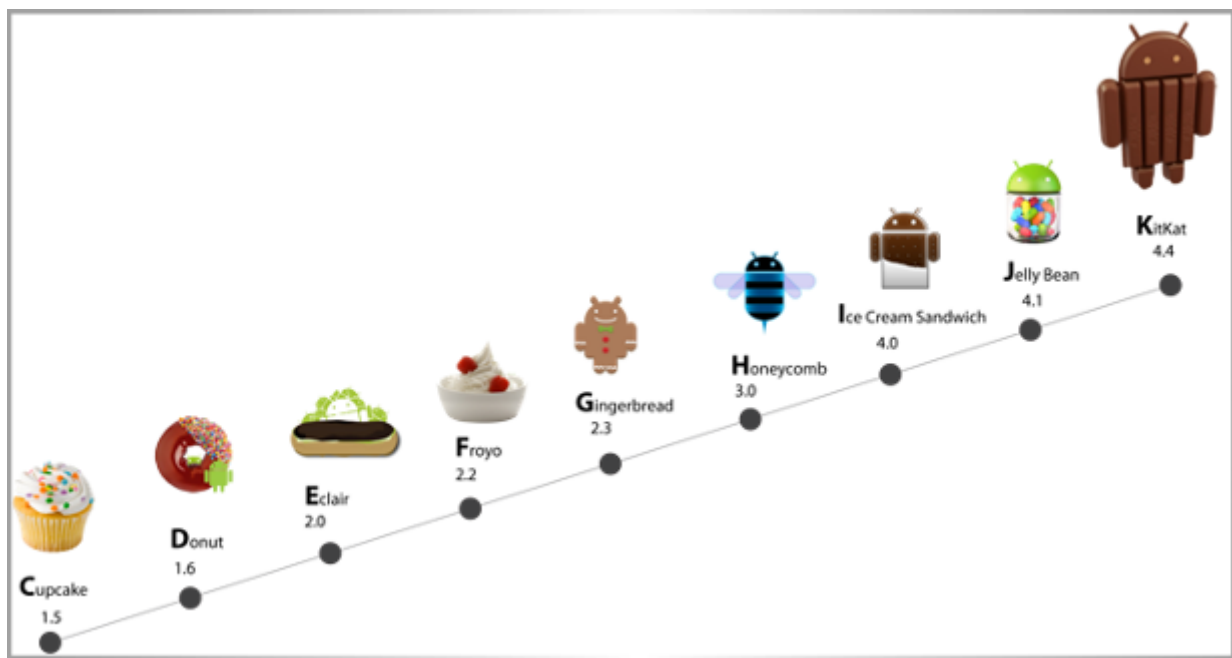 Cupcake
1.5
Donut
1.6
Eclair
2.0
Froyo
2.2
Gingerbread
2.3
Honeycomb
3.0
Ice Cream Sandwich
4.0
Jelly Bean
4.1
KitKat
4.4